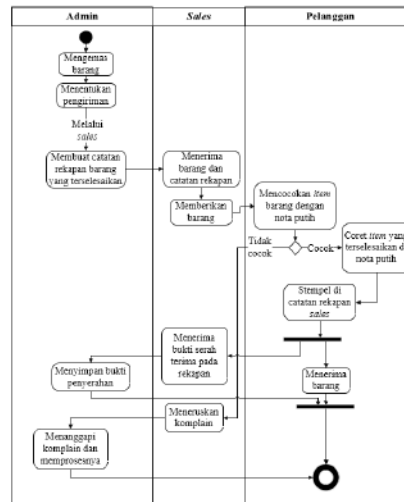 Admin
Sales
Pelanggan
Mengemas
barang
Menentukan
pengiriman
Melalui
sales
Membuat catatan
rekapan barang
yang terselesaikan
Menerima
barang dan
catatan rekapan
Memberikan
barang
Mencocokan item
barang dengan
nota putih
Tidak
cocok
Cocok
Coret item yang
terselesaikan di
nota putih
Stempel di
catatan rekapan
sales
Menerima
bukti serah
terima pada
rekapan
Menyimpan bukti
penyerahan
Menerima
barang
Meneruskan
komplain
Menanggapi
komplain dan
memprosesnya